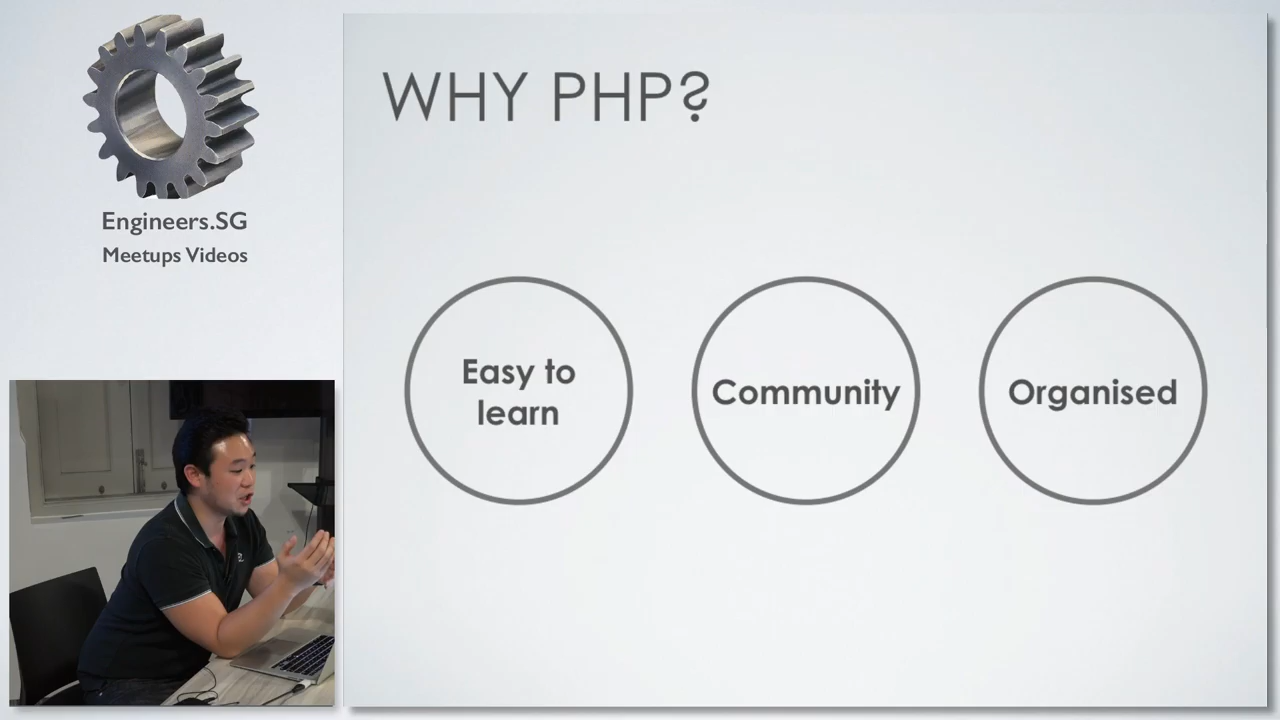 Engineers.SG
Meetups Videos
WHY PHP?
Easy to
learn
Community
Organised